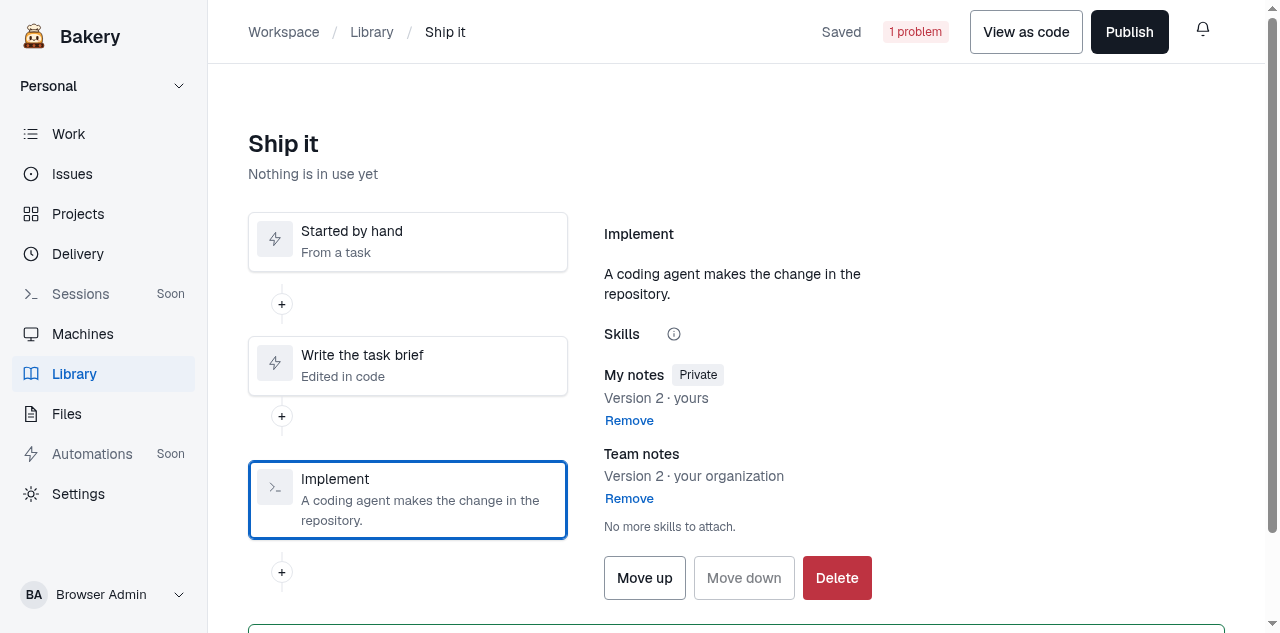 Bakery
Personal
Work
Issues
Projects
Delivery
Sessions Soon
Machines
Library
Files
Automations Soon
Settings
BA Browser Admin
Workspace / Library / Ship it
Saved 1 problem View as code Publish
Ship it
Nothing is in use yet
Started by hand
From a task
+
Write the task brief
Edited in code
+
Implement
A coding agent makes the change in the
repository.
+
Implement
A coding agent makes the change in the
repository.
Skills
My notes Private
Version 2 · yours
Remove
Team notes
Version 2 · your organization
Remove
No more skills to attach.
Move up Move down Delete